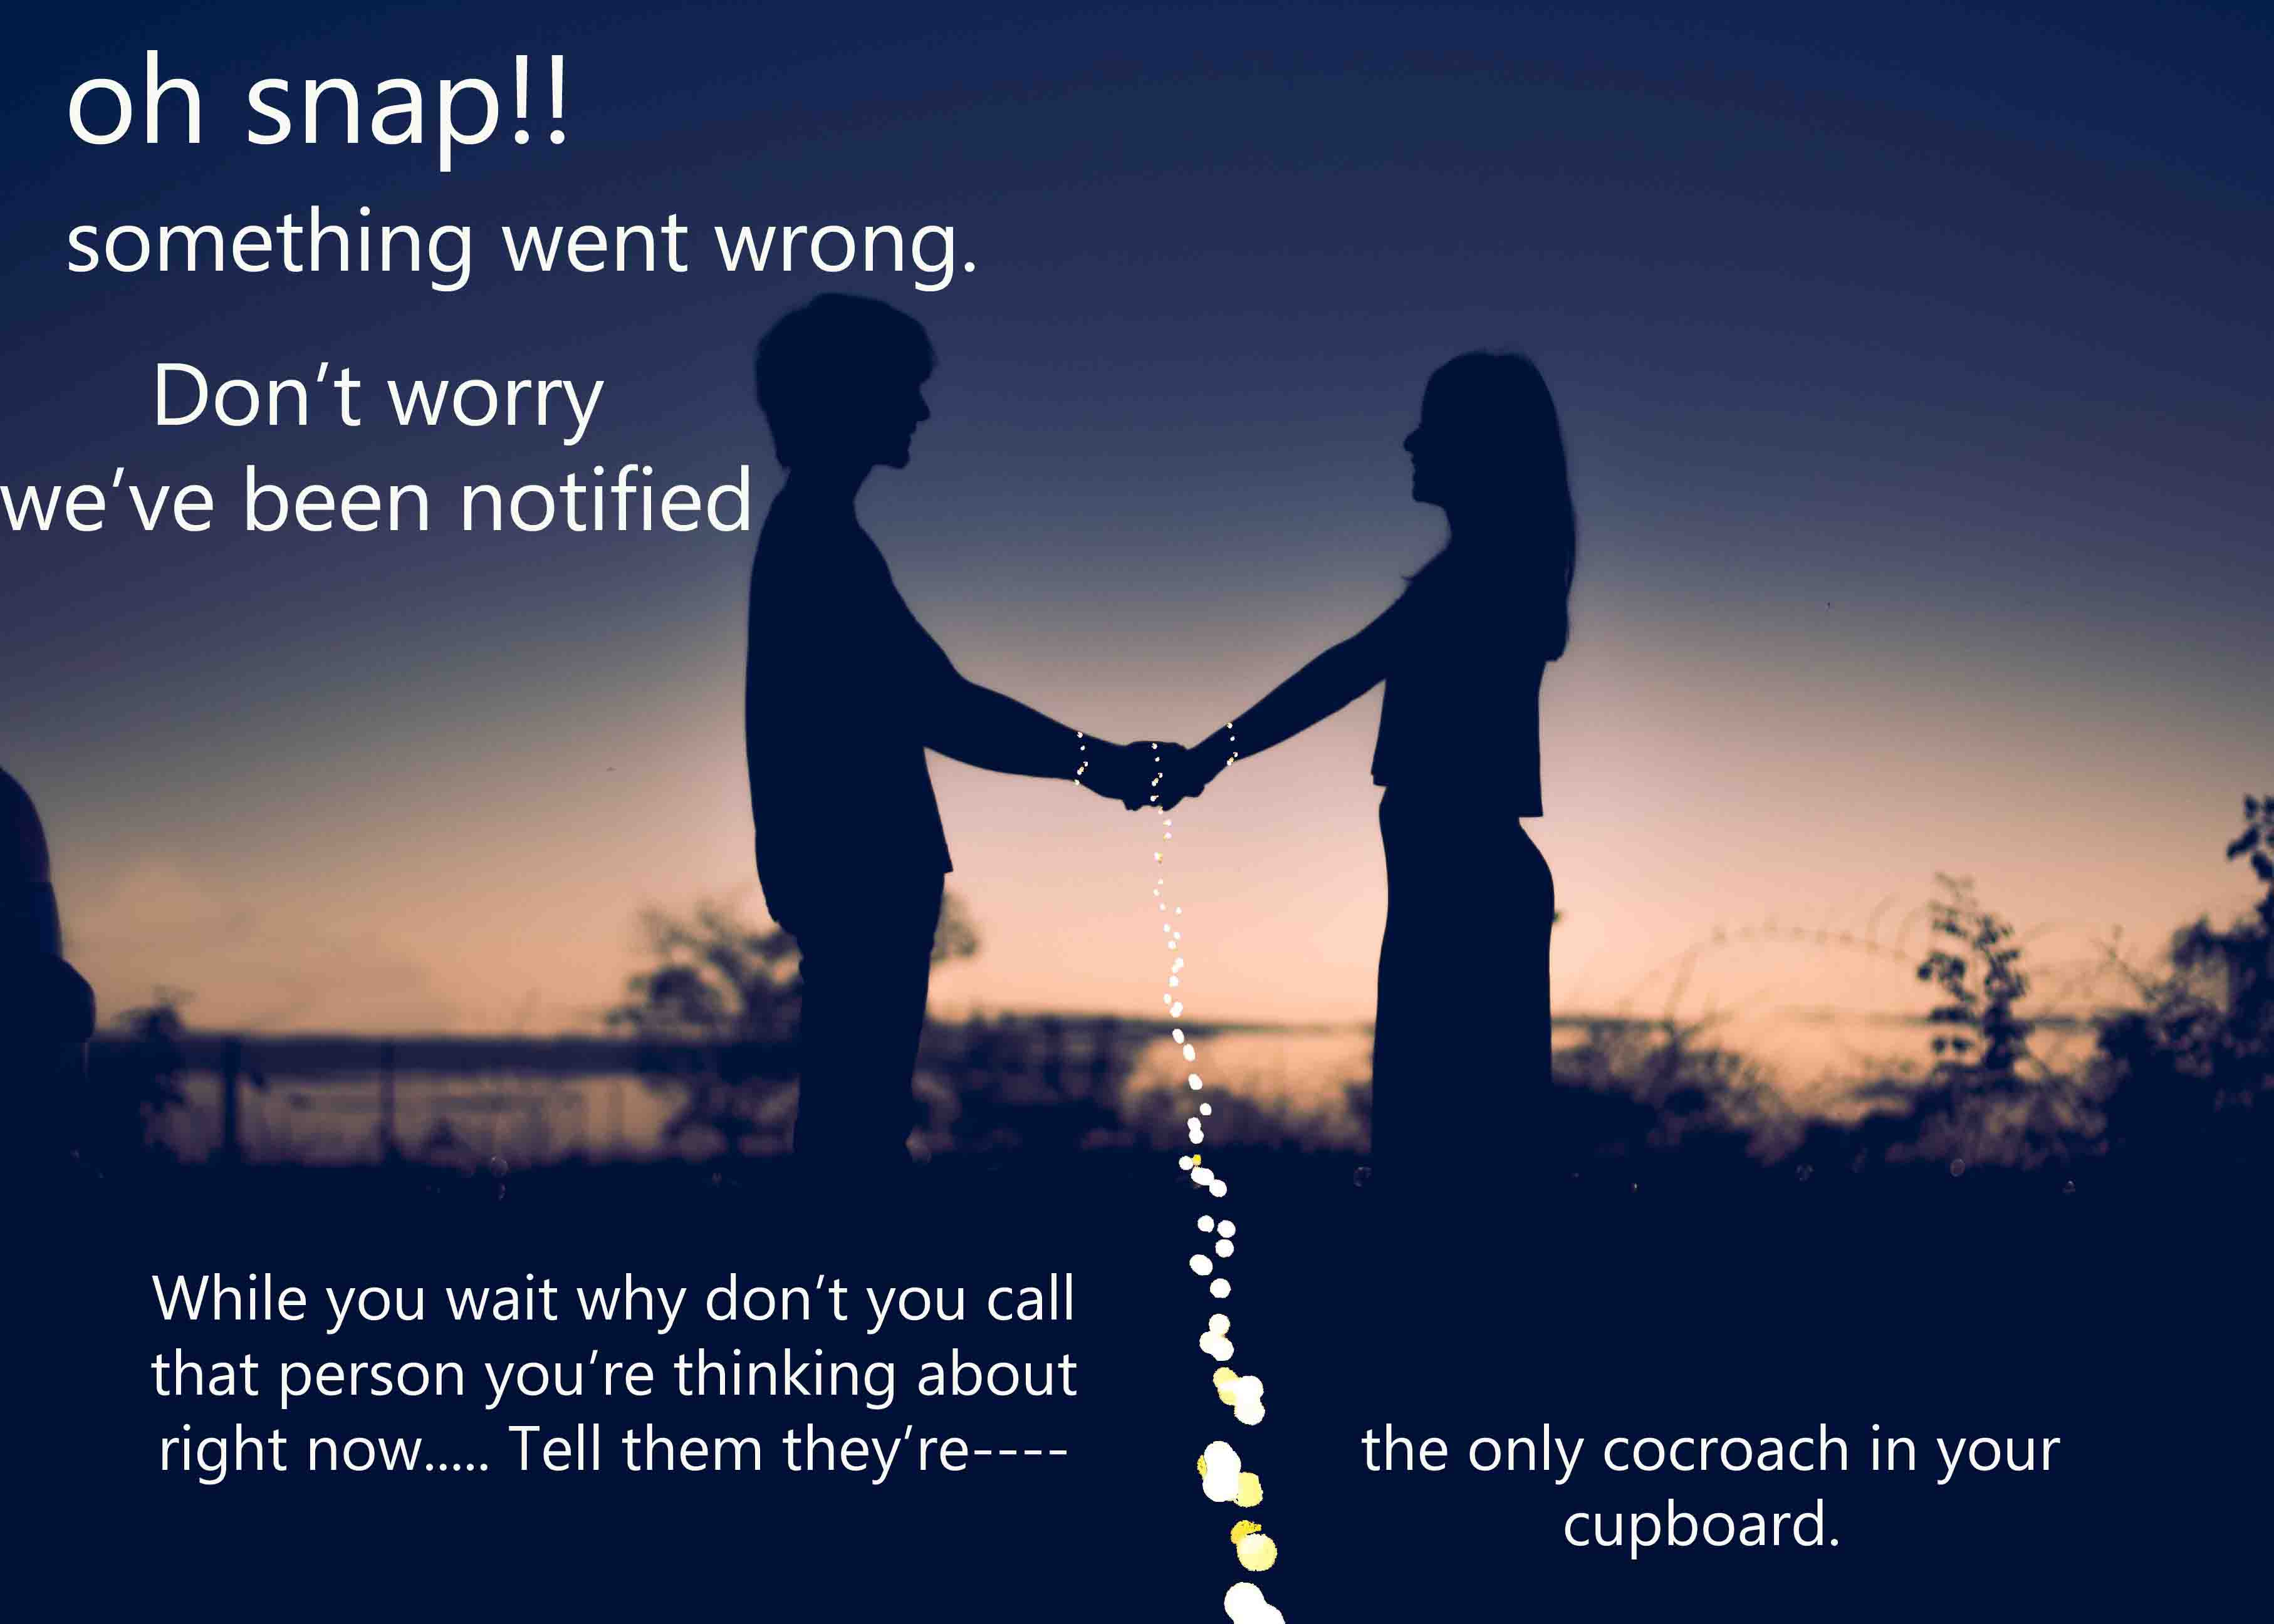 oh snap!!
something went wrong.
Don't worry
we've been notified
While you wait why don't you call
that person you're thinking about
right now..... Tell them they're----
the only cocroach in your
cupboard.